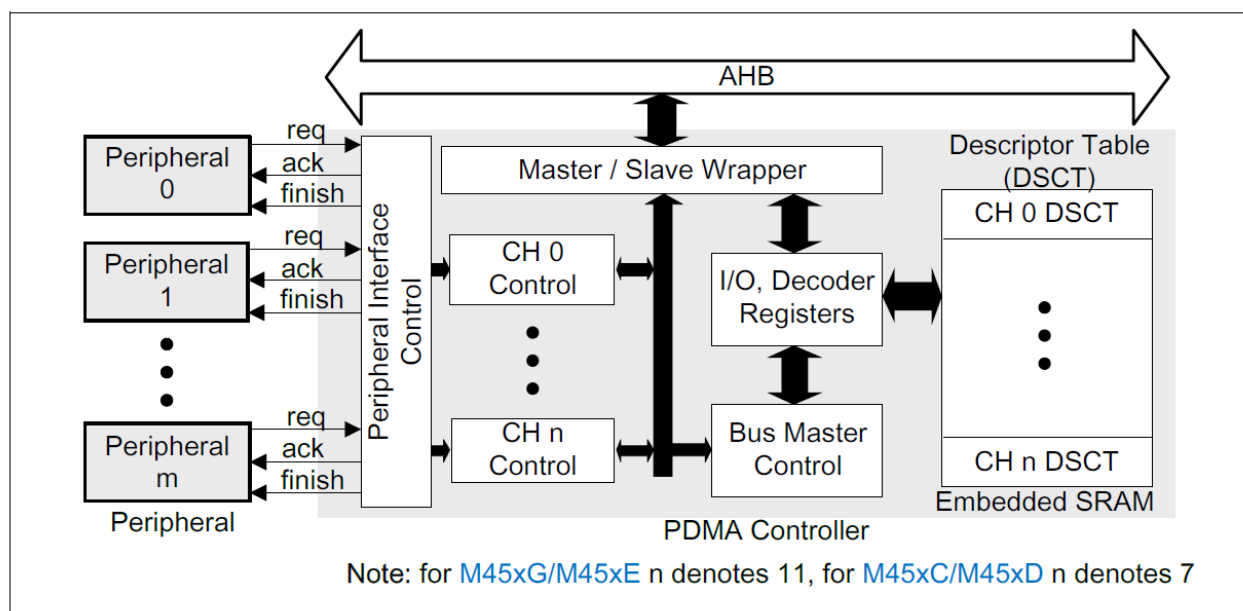 AHB
req
ack
finish
Peripheral
0
req
ack
finish
Peripheral
1
req
ack
finish
Peripheral
m
Peripheral
Peripheral Interface
Control
Master / Slave Wrapper
CH 0
Control
CH n
Control
I/O, Decoder
Registers
Bus Master
Control
Descriptor Table
(DSCT)
CH 0 DSCT
CH n DSCT
Embedded SRAM
PDMA Controller
Note: for M45xG/M45xE n denotes 11, for M45xC/M45xD n denotes 7